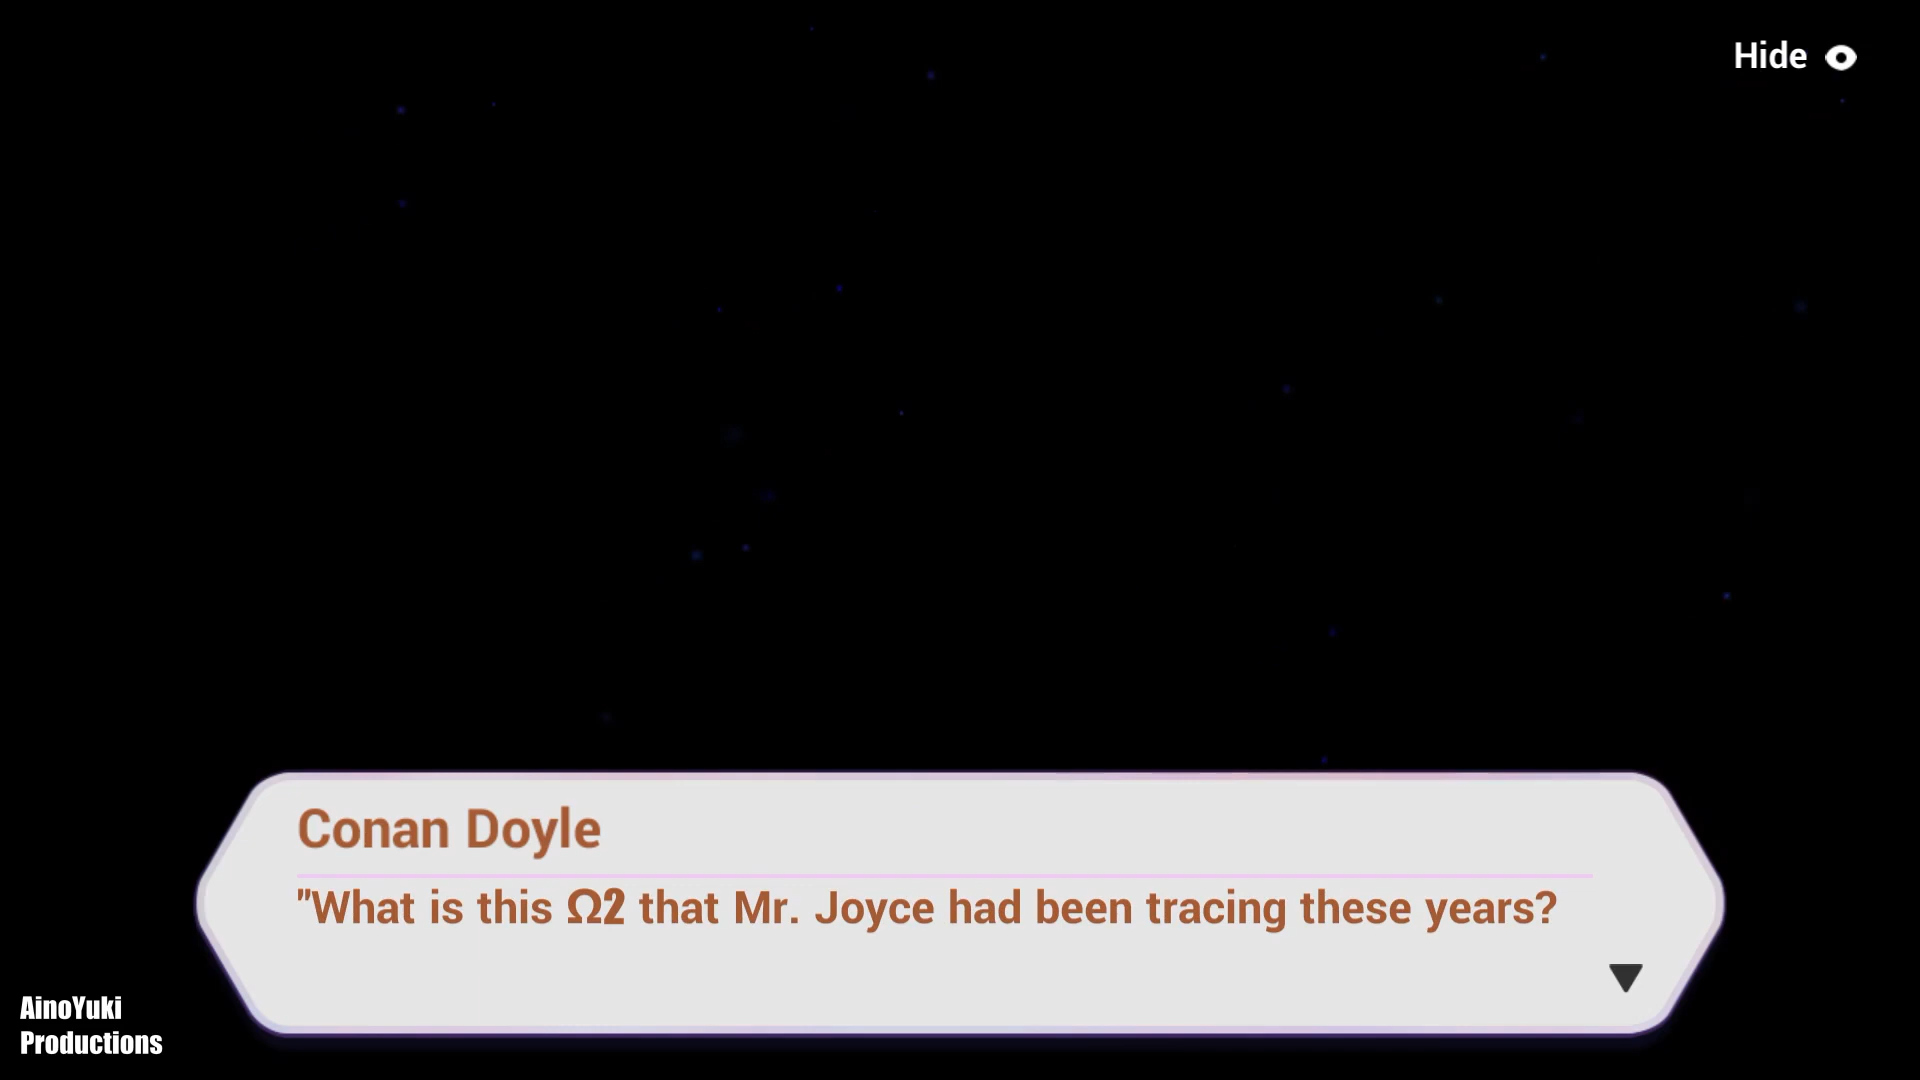 Hide
Conan Doyle
"What is this Ω2 that Mr. Joyce had been tracing these years?
AinoYuki
Productions